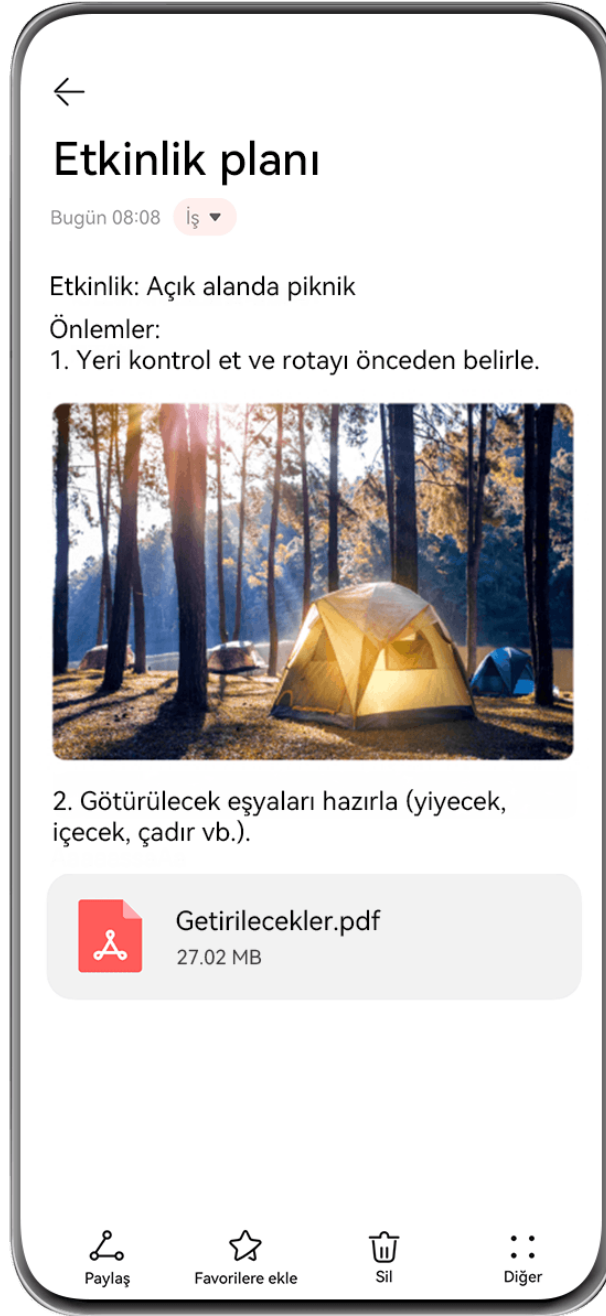 Etkinlik planı
Bugün 08:08 İş
Etkinlik: Açık alanda piknik
Önlemler:
1. Yeri kontrol et ve rotayı önceden belirle.
2. Götürülecek eşyaları hazırla (yiyecek,
içecek, çadır vb.).
Getirilecekler.pdf
27.02 MB
Paylaş Favorilere ekle Sil Diğer